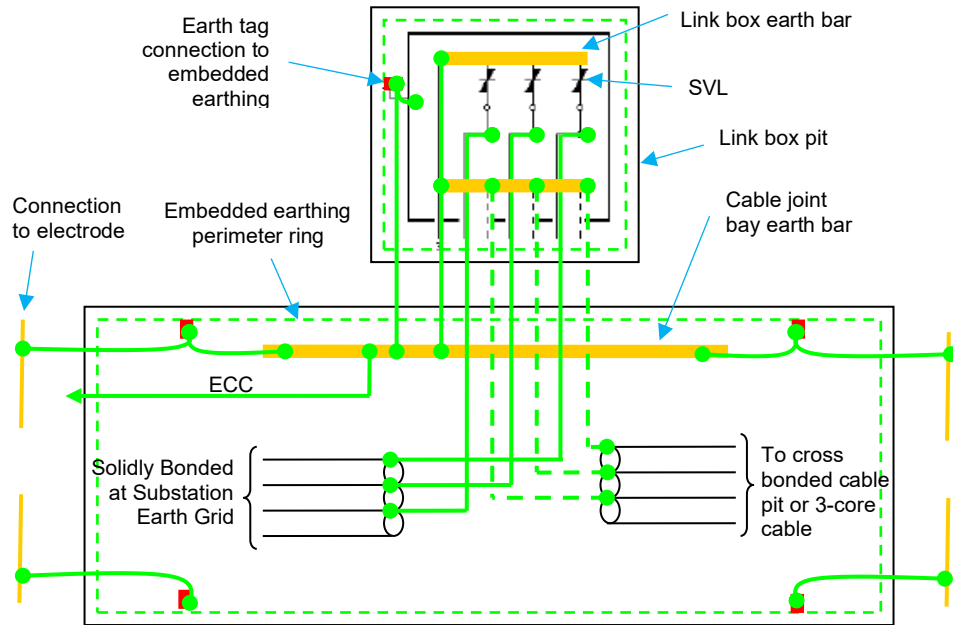 Earth tag
connection to
embedded
earthing
Link box earth bar
SVL
Link box pit
Connection
to electrode
Embedded earthing
perimeter ring
Cable joint
bay earth bar
ECC
Solidly Bonded
at Substation
Earth Grid
To cross
bonded cable
pit or 3-core
cable